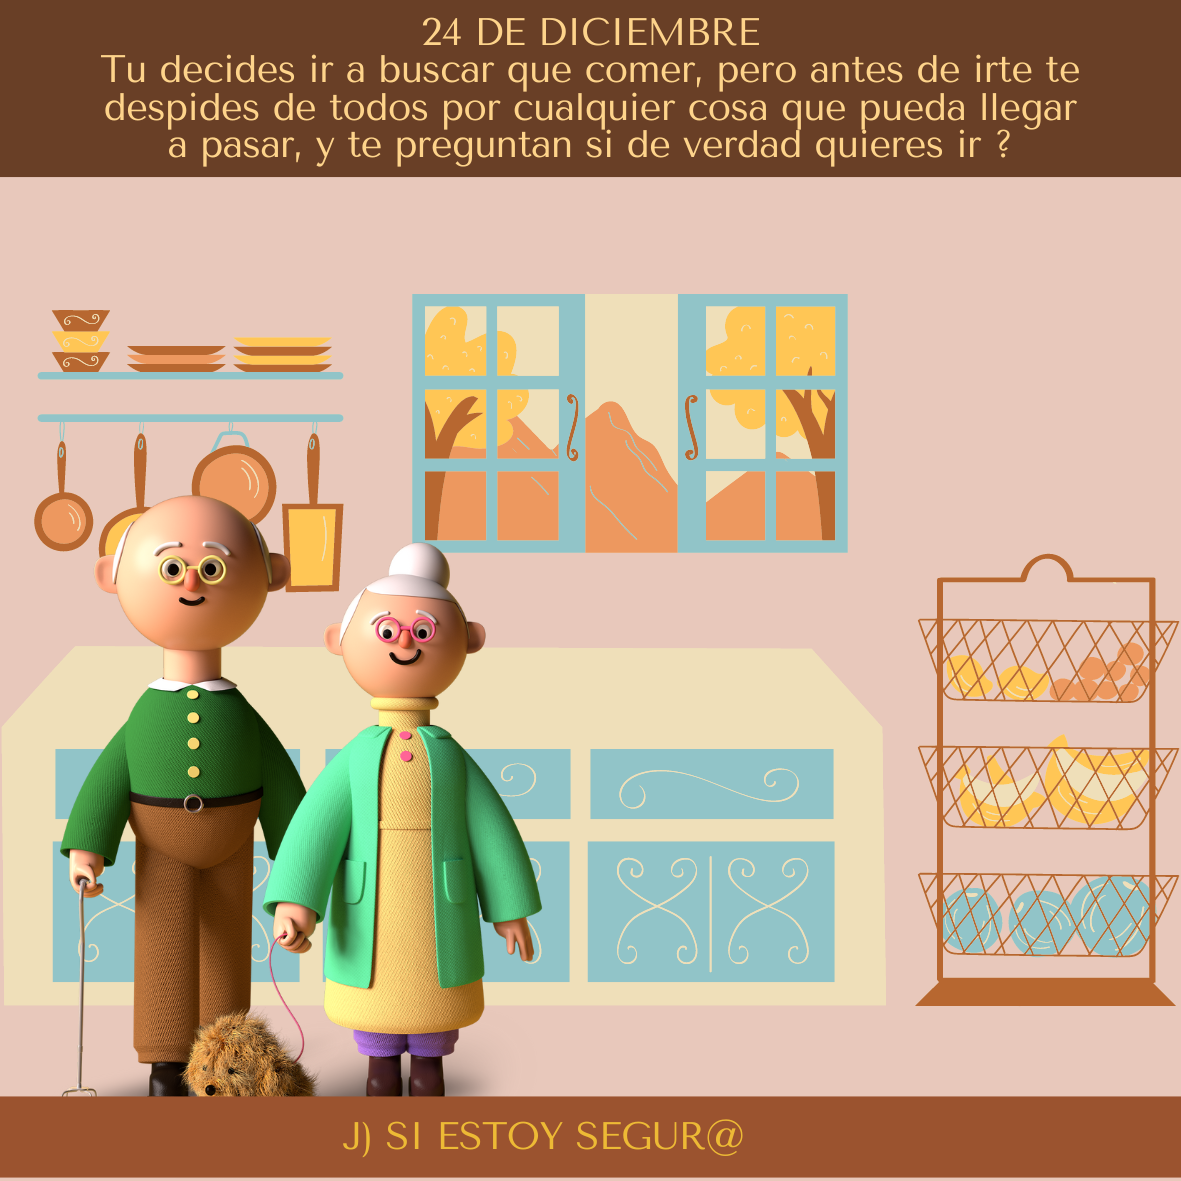 24 DE DICIEMBRE
Tu decides ir a buscar que comer, pero antes de irte te
despides de todos por cualquier cosa que pueda llegar
a pasar, y te preguntan si de verdad quieres ir ?
J) SI ESTOY SEGUR@